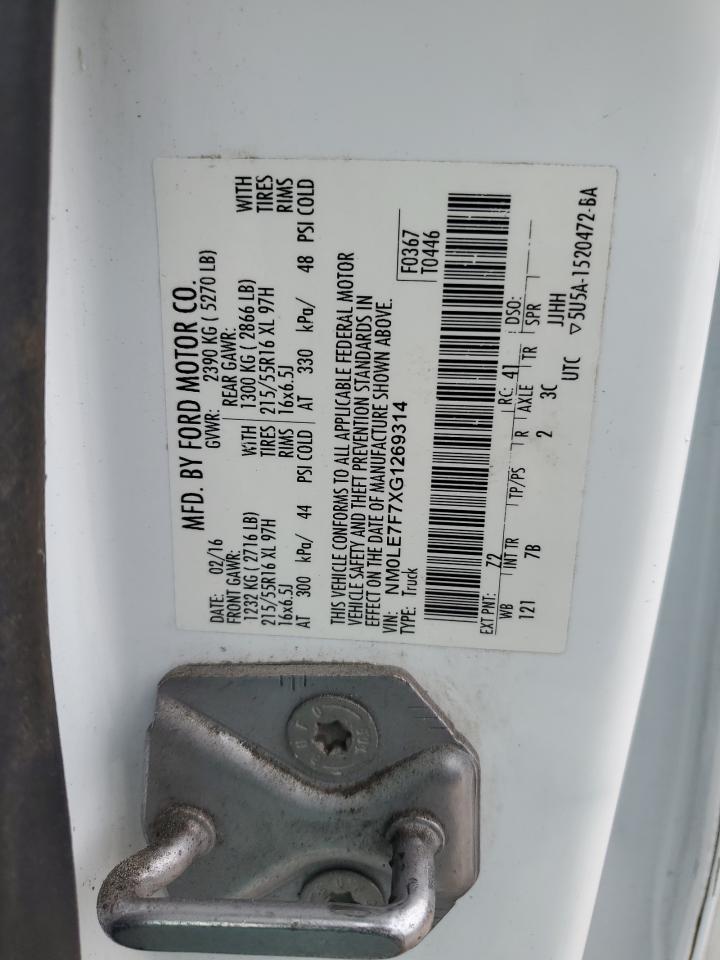 MFD. BY FORD MOTOR CO.
DATE: 02/16 GVWR: 2390 KG ( 5270 LB)
FRONT GAWR: REAR GAWR:
1232 KG ( 2716 LB) WITH 1300 KG ( 2866 LB) WITH
215/55R16 XL 97H TIRES 215/55R16 XL 97H TIRES
16x6.5J RIMS 16x6.5J RIMS
AT 300 kPa/ 44 PSI COLD AT 330 kPa/ 48 PSI COLD
THIS VEHICLE CONFORMS TO ALL APPLICABLE FEDERAL MOTOR
VEHICLE SAFETY AND THEFT PREVENTION STANDARDS IN
EFFECT ON THE DATE OF MANUFACTURE SHOWN ABOVE.
VIN: NM0LE7F7XG1269314 F0367
TYPE: Truck T0446
EXT PNT: Z2 RC: 41 DSO:
WB INT TR TP/PS R AXLE TR SPR
121 7B 2 3C JJHH
UTC ▽5U5A-1520472-BA